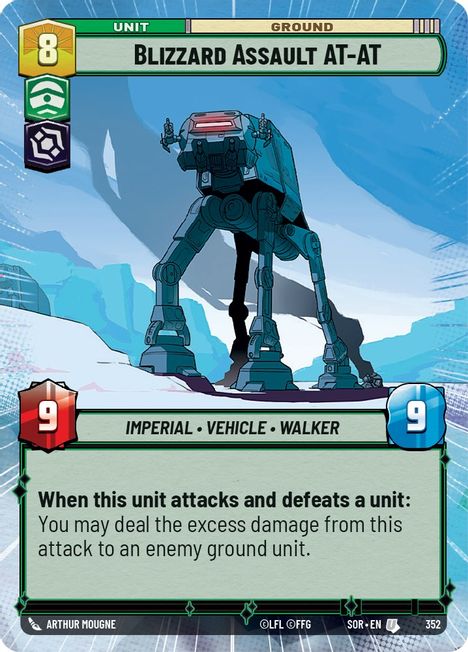 UNIT GROUND
8 BLIZZARD ASSAULT AT-AT
9 IMPERIAL • VEHICLE • WALKER 9
When this unit attacks and defeats a unit:
You may deal the excess damage from this
attack to an enemy ground unit.
ARTHUR MOUGNE ©LFL ©FFG SOR • EN 352